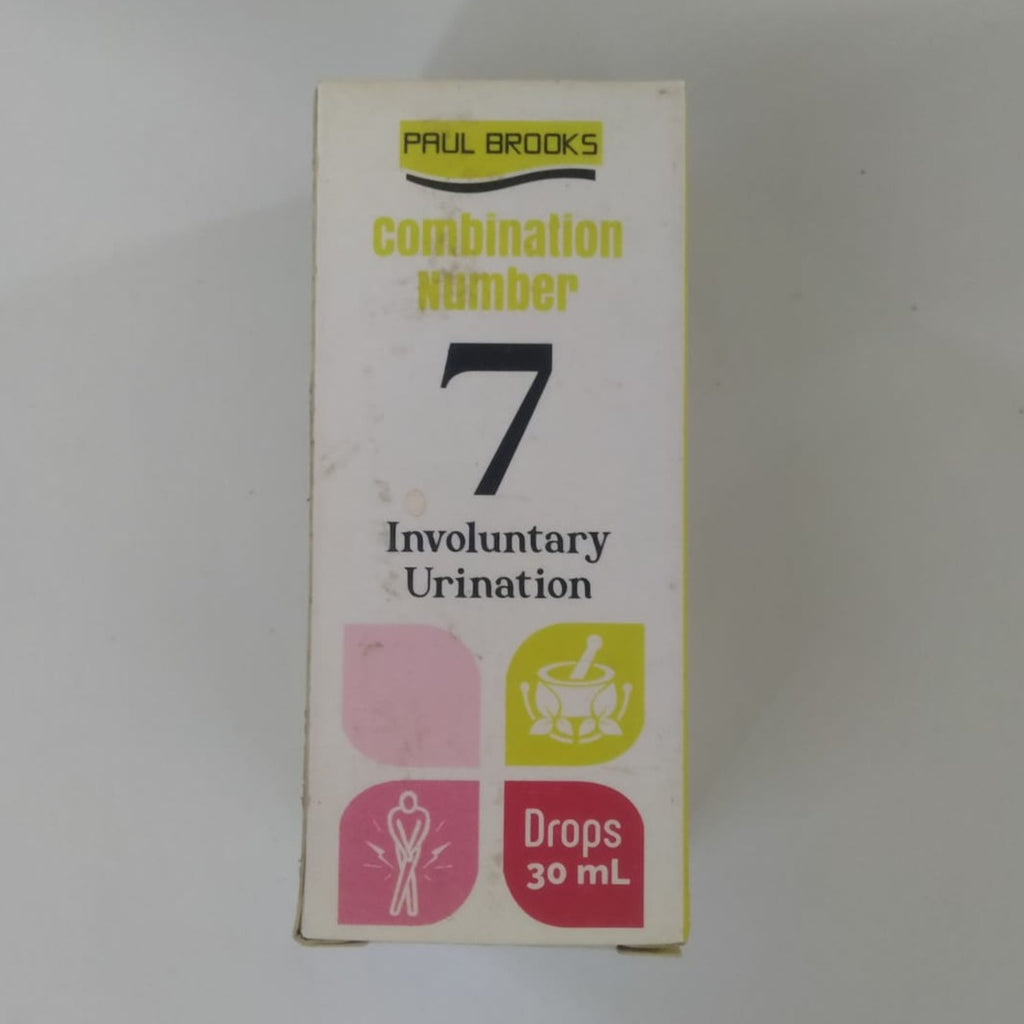 PAUL BROOKS
Combination
Number
7
Involuntary
Urination
Drops
30 mL